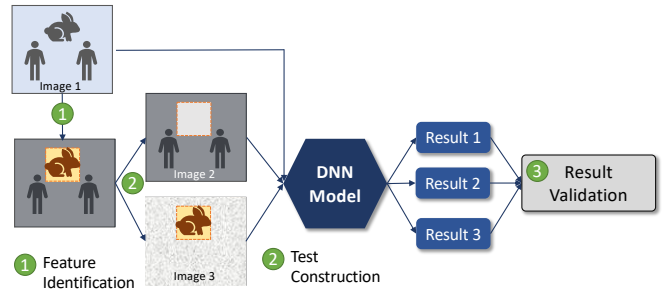 Image 1
1
Image 2
2
Image 3
DNN
Model
Result 1
Result 2
Result 3
3
Result
Validation
1
Feature
Identification
2
Test
Construction